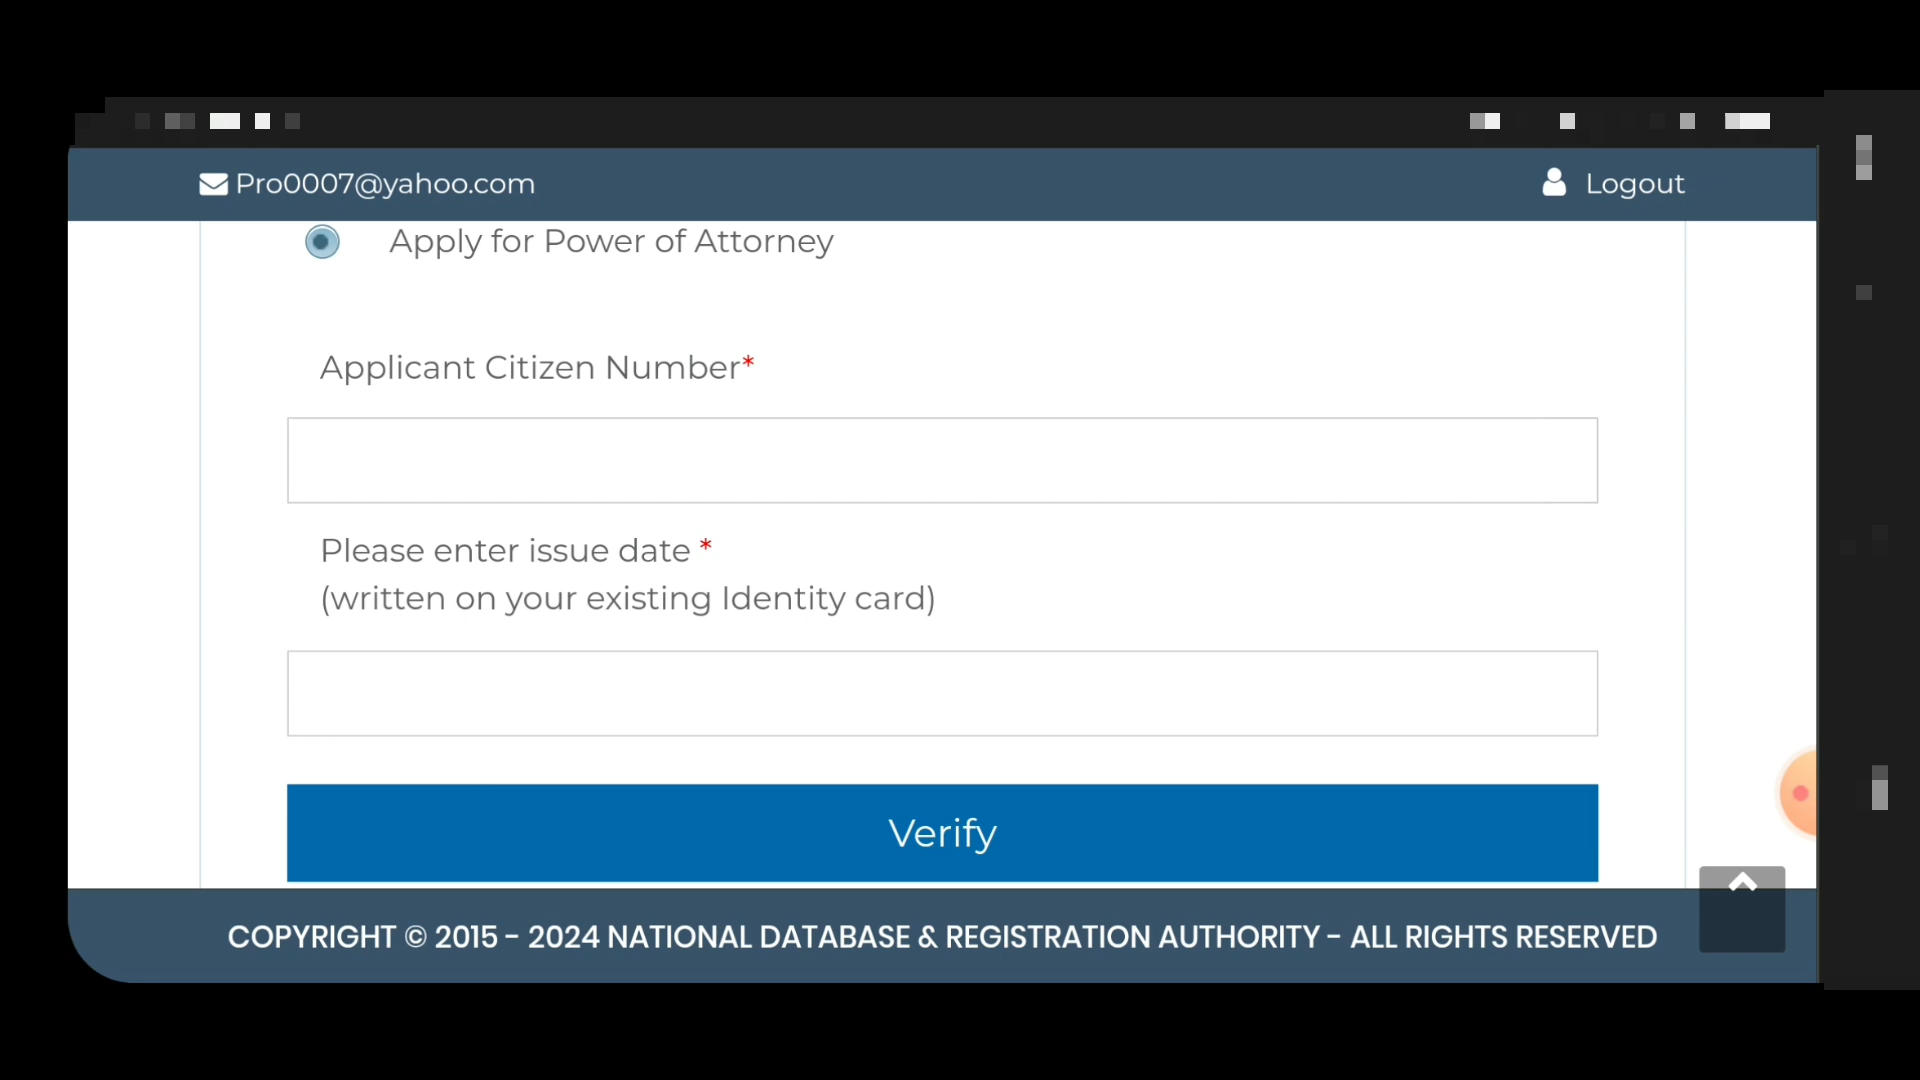 Pro0007@yahoo.com
Logout
Apply for Power of Attorney
Applicant Citizen Number*
Please enter issue date *
(written on your existing Identity card)
Verify
COPYRIGHT © 2015 - 2024 NATIONAL DATABASE & REGISTRATION AUTHORITY - ALL RIGHTS RESERVED